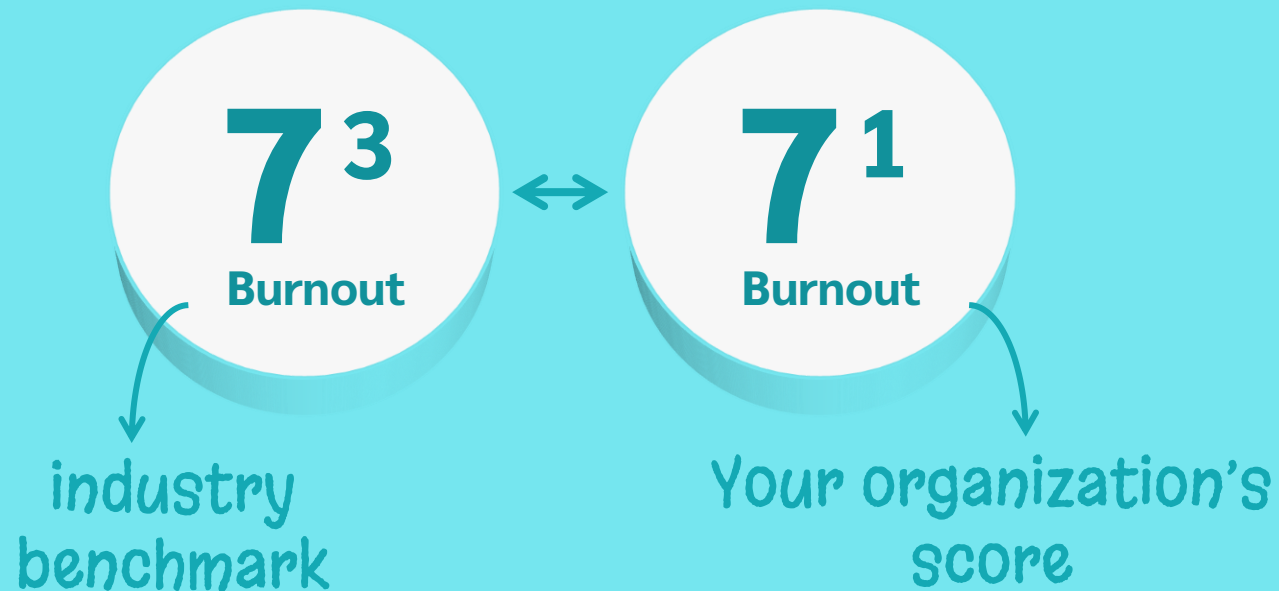 7³
Burnout
7¹
Burnout
industry
benchmark
Your organization's
score